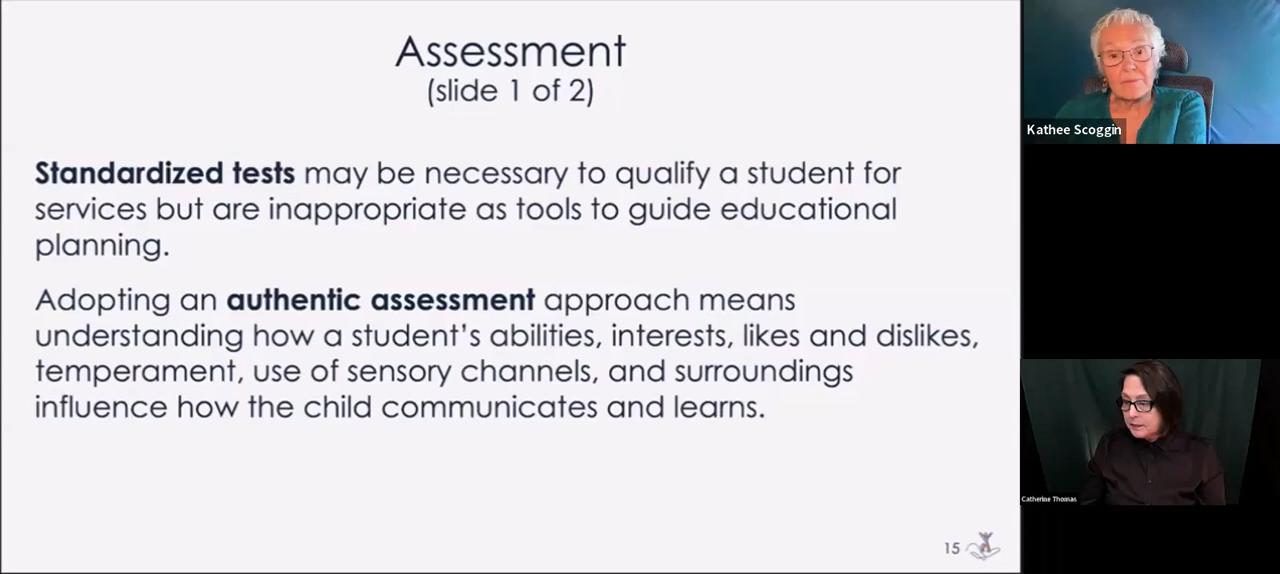 Assessment
(slide 1 of 2)
Standardized tests may be necessary to qualify a student for
services but are inappropriate as tools to guide educational
planning.
Adopting an authentic assessment approach means
understanding how a student’s abilities, interests, likes and dislikes,
temperament, use of sensory channels, and surroundings
influence how the child communicates and learns.
15
Kathee Scoggin
Catherine Thomas